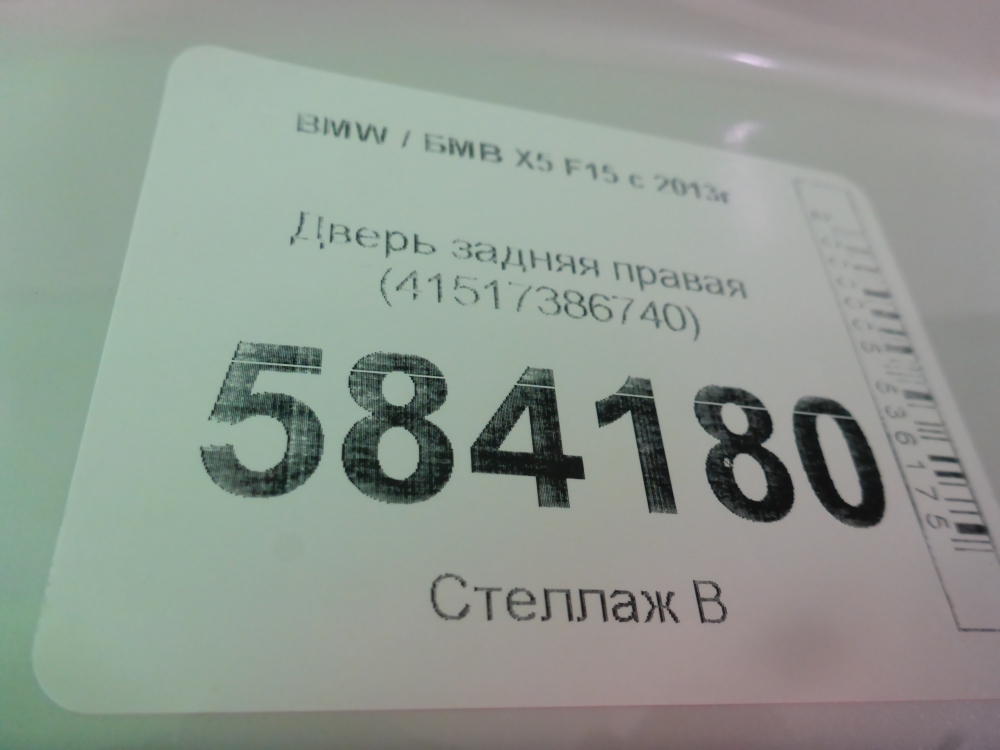 BMW / БМВ X5 F15 с 2013г
Дверь задняя правая
(41517386740)
584180
Стеллаж В